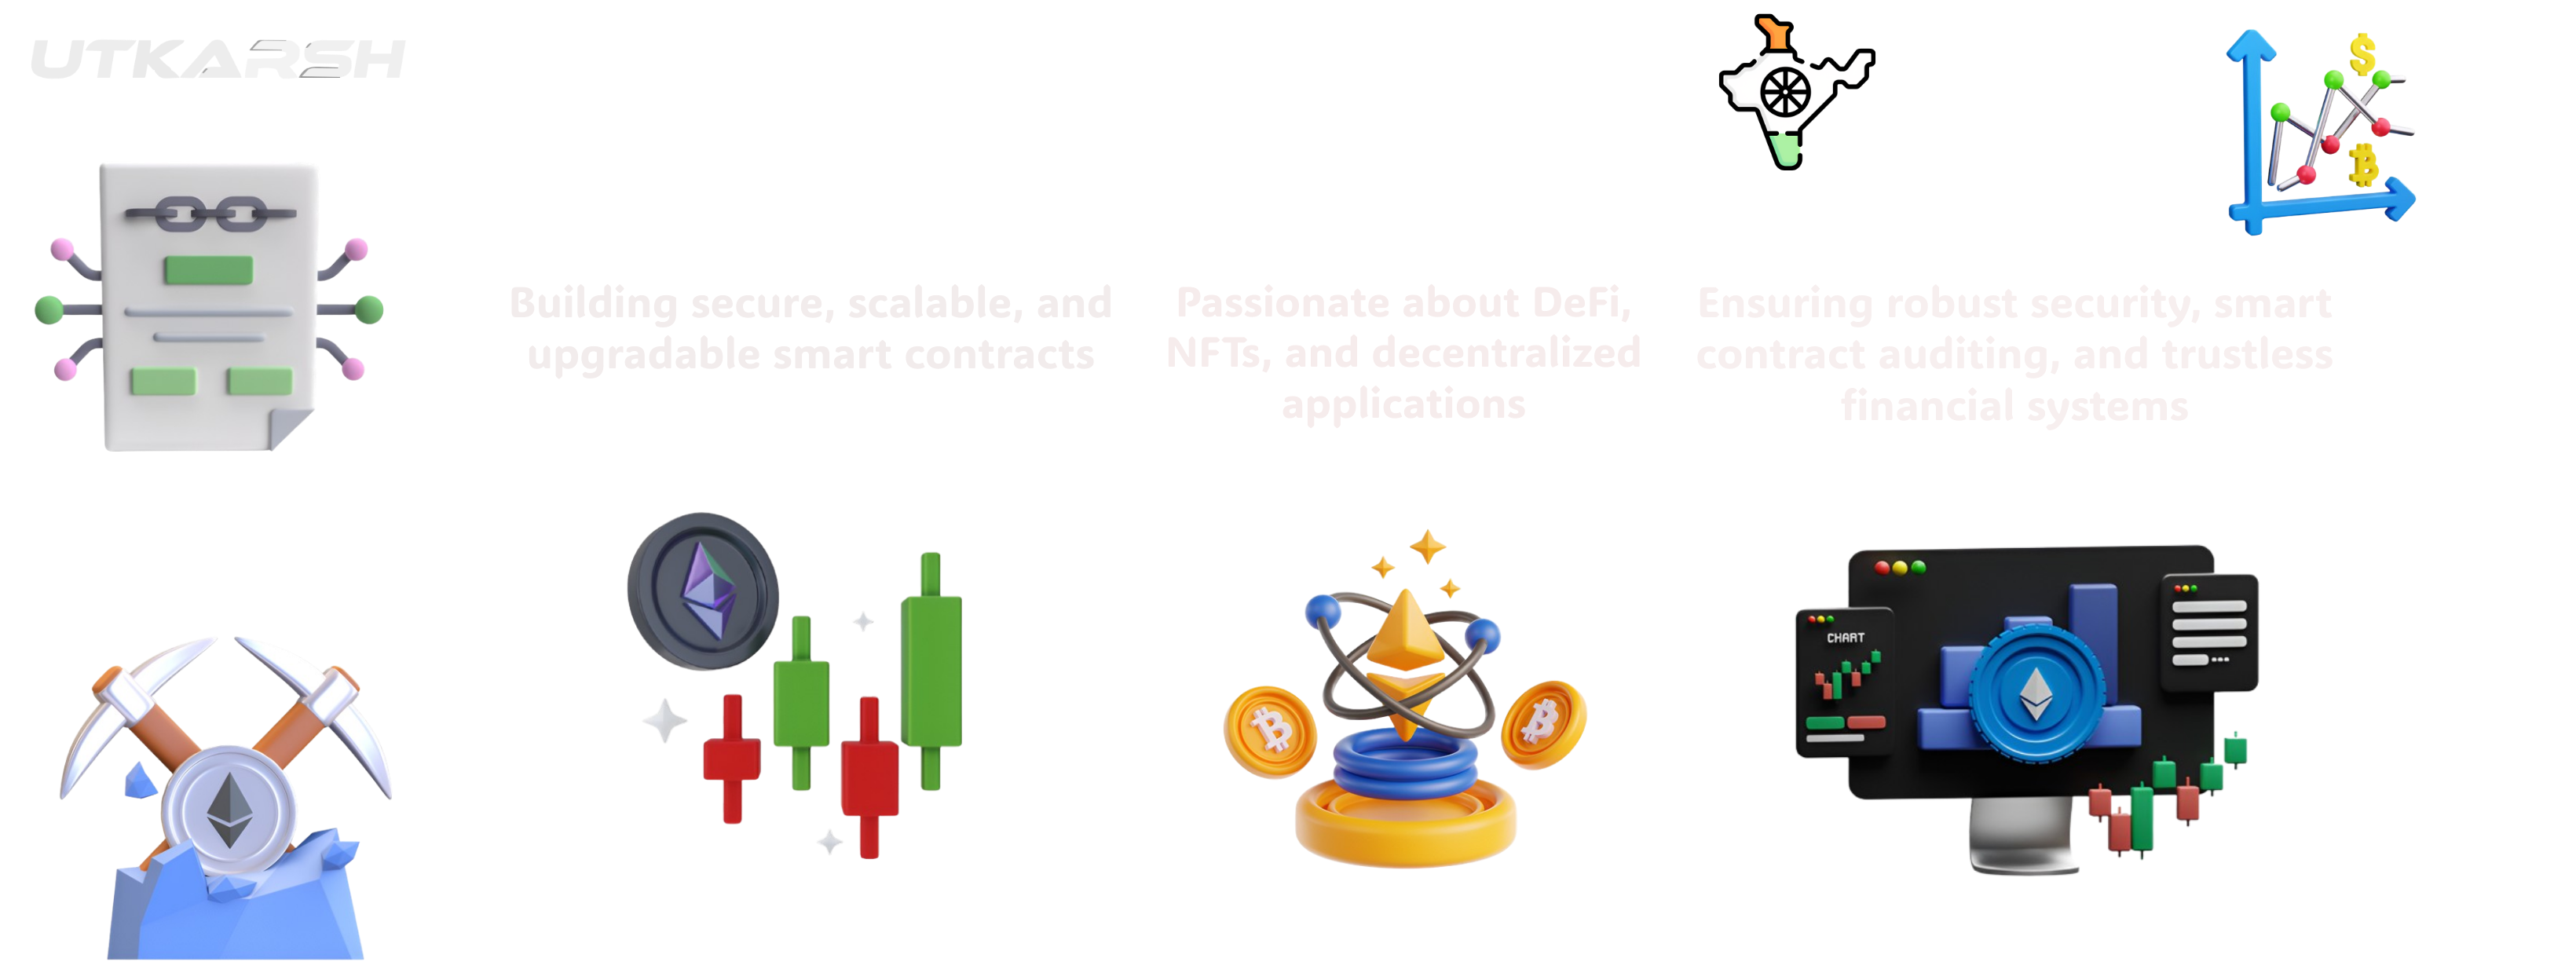 UTKARSH
Building secure, scalable, and
upgradable smart contracts
Passionate about DeFi,
NFTs, and decentralized
applications
Ensuring robust security, smart
contract auditing, and trustless
financial systems
CHART